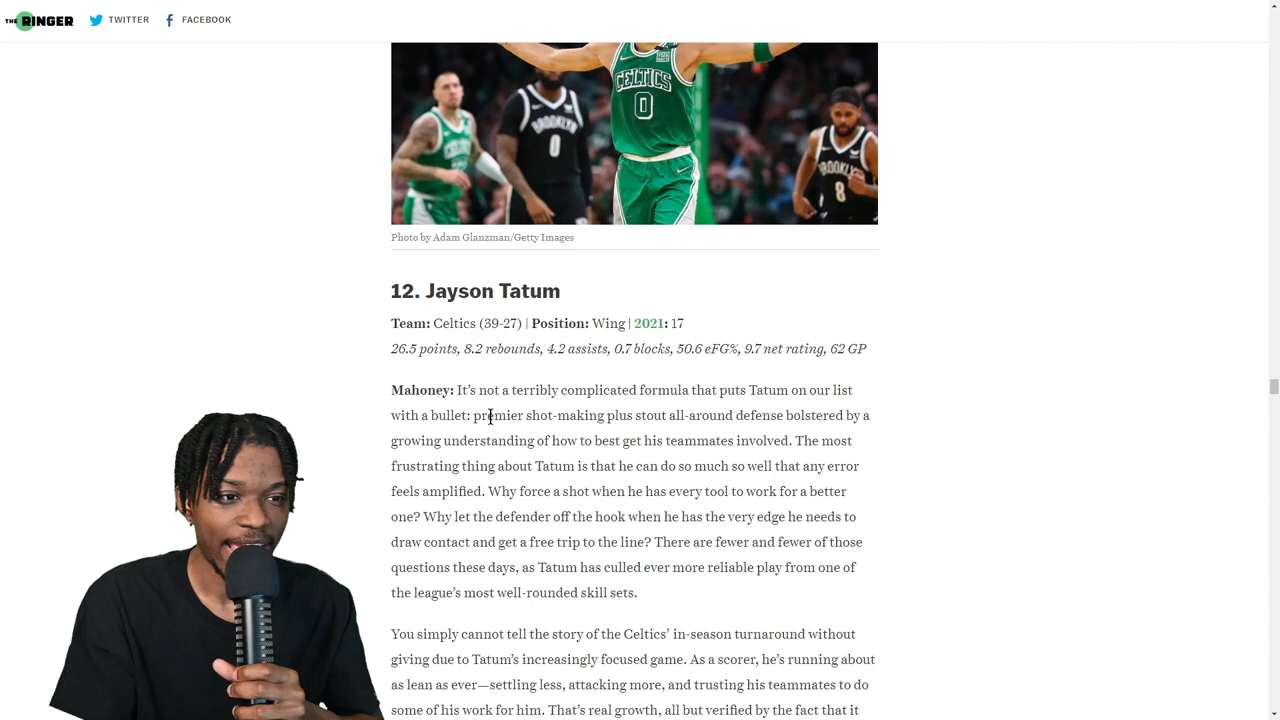 THE RINGER TWITTER FACEBOOK
CELTICS
0
BROOKLYN
0
BROOKLYN
8
Photo by Adam Glanzman/Getty Images
12. Jayson Tatum
Team: Celtics (39-27) | Position: Wing | 2021: 17
26.5 points, 8.2 rebounds, 4.2 assists, 0.7 blocks, 50.6 eFG%, 9.7 net rating, 62 GP
Mahoney: It’s not a terribly complicated formula that puts Tatum on our list
with a bullet: premier shot-making plus stout all-around defense bolstered by a
growing understanding of how to best get his teammates involved. The most
frustrating thing about Tatum is that he can do so much so well that any error
feels amplified. Why force a shot when he has every tool to work for a better
one? Why let the defender off the hook when he has the very edge he needs to
draw contact and get a free trip to the line? There are fewer and fewer of those
questions these days, as Tatum has culled ever more reliable play from one of
the league’s most well-rounded skill sets.
You simply cannot tell the story of the Celtics’ in-season turnaround without
giving due to Tatum’s increasingly focused game. As a scorer, he’s running about
as lean as ever—settling less, attacking more, and trusting his teammates to do
some of his work for him. That’s real growth, all but verified by the fact that it